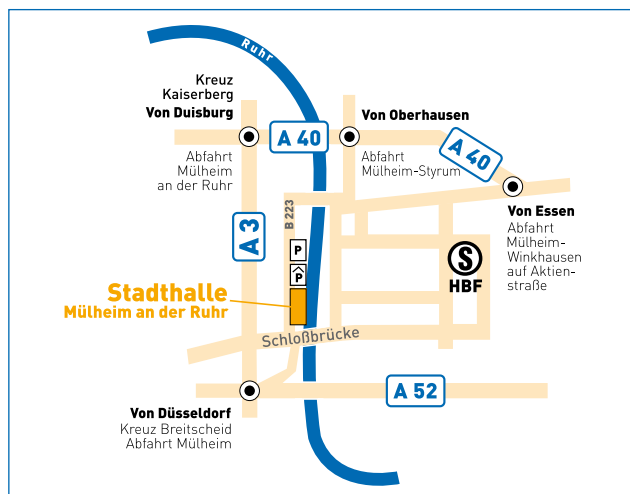 Ruhr
Kreuz
Kaiserberg
Von Duisburg
A 40
Von Oberhausen
Abfahrt
Mülheim
an der Ruhr
Abfahrt
Mülheim-Styrum
A 40
Von Essen
Abfahrt
Mülheim-
Winkhausen
auf Aktien-
straße
B 223
A 3
P
P
S
HBF
Stadthalle
Mülheim an der Ruhr
Schloßbrücke
A 52
Von Düsseldorf
Kreuz Breitscheid
Abfahrt Mülheim